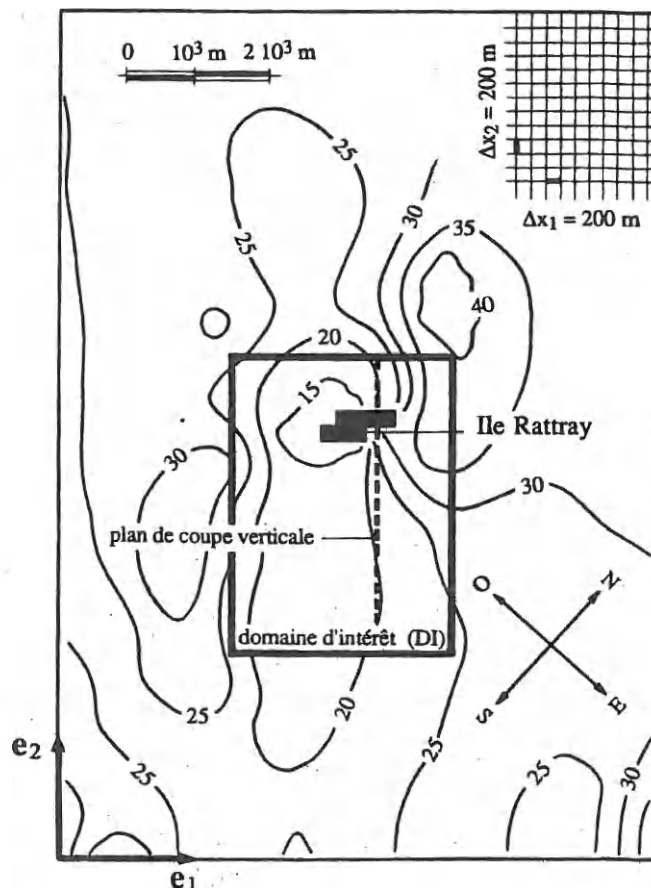 0 10³ m 2 10³ m
Δx₂ = 200 m
Δx₁ = 200 m
25
30
35
25
40
20
15
Ile Rattray
30
30
plan de coupe verticale
O
N
domaine d'intérêt (DI)
S
E
25
20
25
e₂
25
25
30
e₁